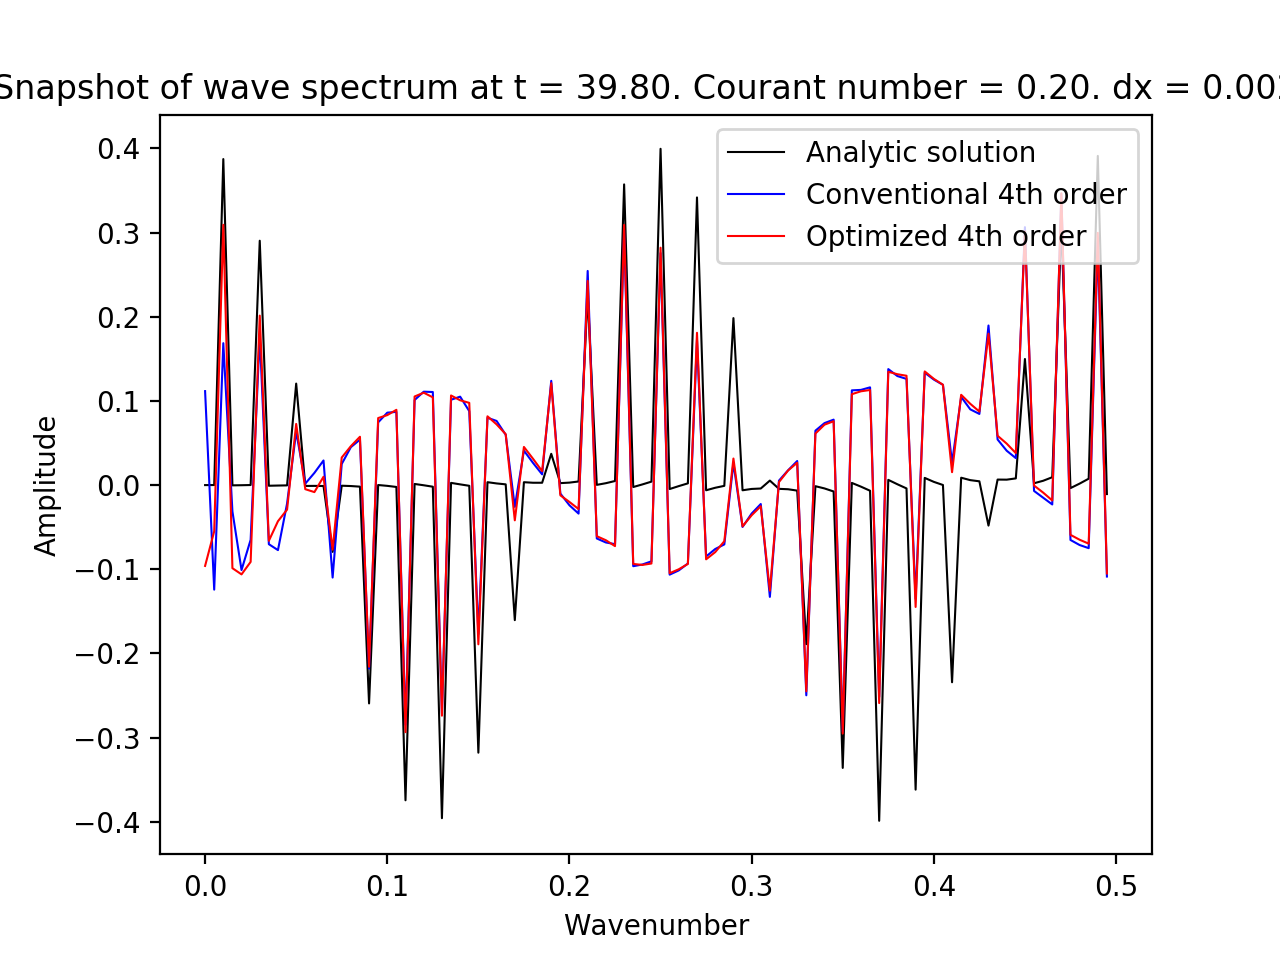 Snapshot of wave spectrum at t = 39.80. Courant number = 0.20. dx = 0.002
Analytic solution
Conventional 4th order
Optimized 4th order
0.4
0.3
0.2
0.1
0.0
−0.1
−0.2
−0.3
−0.4
Amplitude
0.0 0.1 0.2 0.3 0.4 0.5
Wavenumber